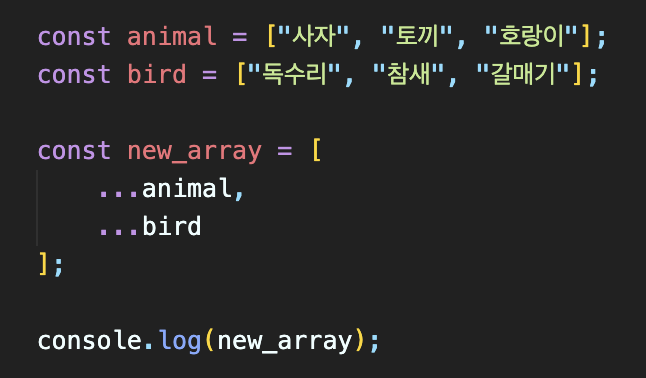 const animal = ["사자", "토끼", "호랑이"];
const bird = ["독수리", "참새", "갈매기"];
const new_array = [
    ...animal,
    ...bird
];
console.log(new_array);